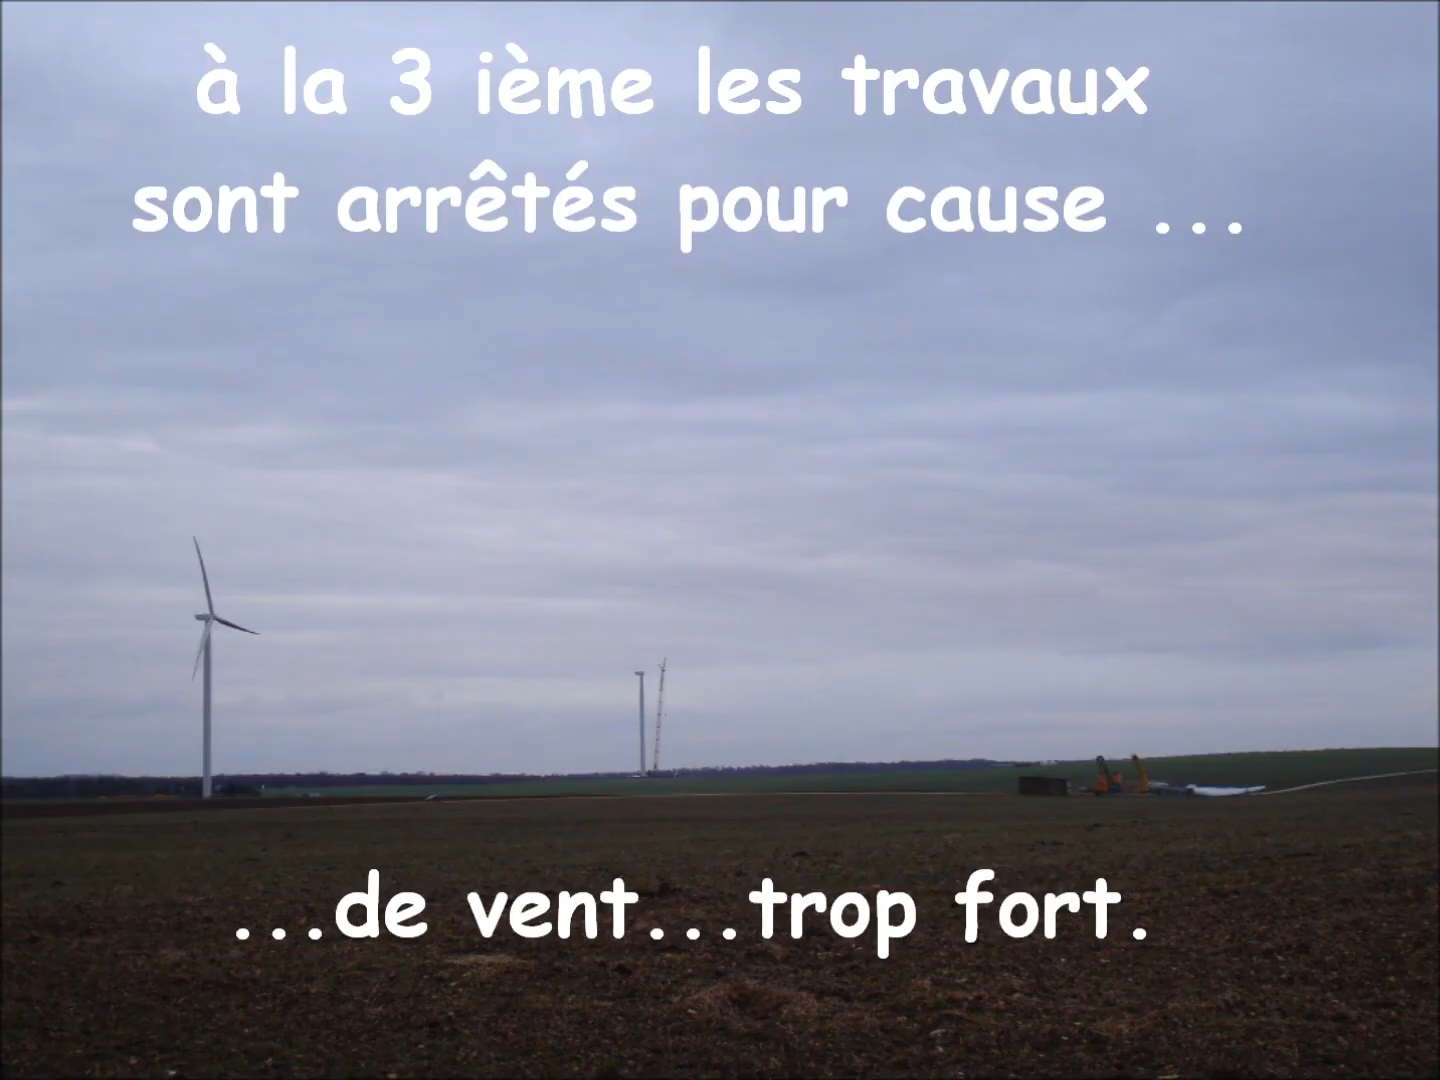 à la 3 ième les travaux
sont arrêtés pour cause ...
...de vent...trop fort.